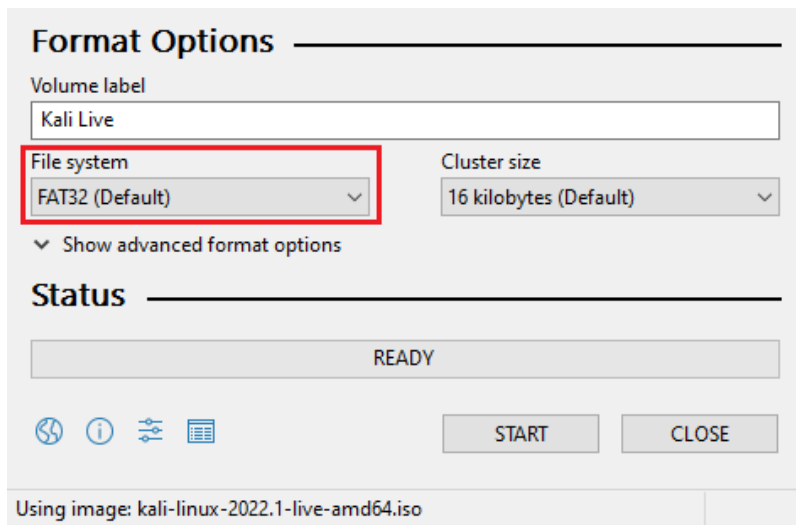 Format Options
Volume label
Kali Live
File system
Cluster size
FAT32 (Default)
16 kilobytes (Default)
Show advanced format options
Status
READY
START
CLOSE
Using image: kali-linux-2022.1-live-amd64.iso